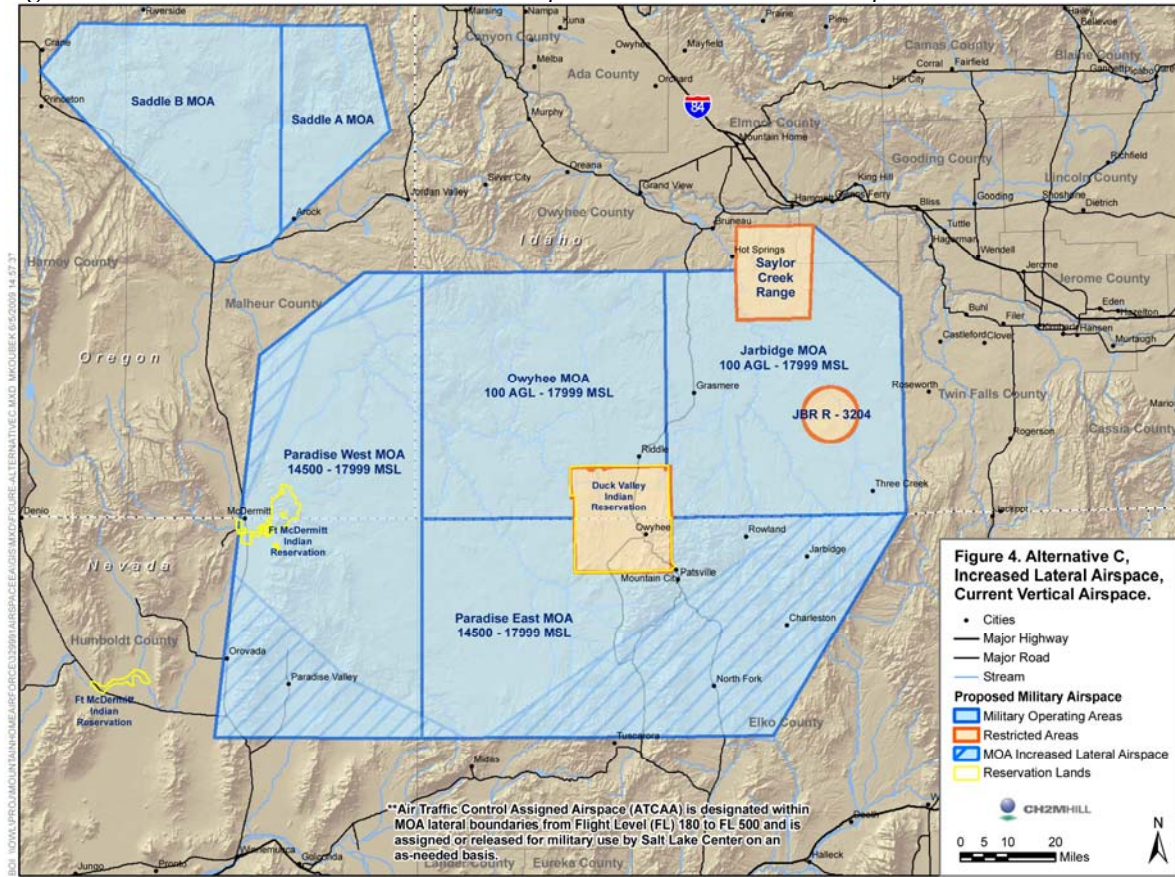 Riverside
Marsing
Nampa
Kuna
Prairie
Pine
Hailey
Bellevue
Crane
Canyon County
Melba
Owyhee
Mayfield
Camas County
Blaine County
Fairfield
Gannett
Picabo
Ada County
Orchard
Corral
Hill City
Princeton
Saddle B MOA
Saddle A MOA
Murphy
84
Elmore County
Mountain Home
Gooding County
Richfield
Oreana
King Hill
Lincoln County
Jordan Valley
Silver City
Grand View
Hammett
Glenns Ferry
Bliss
Gooding
Shoshone
Dietrich
Arock
Owyhee County
Bruneau
Tuttle
Hagerman
Idaho
Hot Springs
Wendell
Harney County
Saylor
Creek
Range
Jerome
Jerome County
Malheur County
Eden
Hazelton
Buhl
Filer
Kimberly
Hansen
Oregon
Castleford
Clover
Murtaugh
Jarbidge MOA
100 AGL - 17999 MSL
Owyhee MOA
100 AGL - 17999 MSL
Grasmere
Roseworth
Twin Falls County
JBR R - 3204
Cassia County
Paradise West MOA
14500 - 17999 MSL
Riddle
Rogerson
Duck Valley
Indian
Reservation
Three Creek
Denio
McDermitt
Ft McDermitt
Indian
Reservation
Owyhee
Rowland
Jackpot
Nevada
Jarbidge
Mountain City
Patsville
Paradise East MOA
14500 - 17999 MSL
Charleston
Humboldt County
Orovada
Paradise Valley
North Fork
Ft McDermitt
Indian
Reservation
Elko County
Tuscarora
Midas
**Air Traffic Control Assigned Airspace (ATCAA) is designated within
MOA lateral boundaries from Flight Level (FL) 180 to FL 500 and is
assigned or released for military use by Salt Lake Center on an
as-needed basis.
Winnemucca
Golconda
Jungo
Pronto
Lander County
Eureka County
Halleck
Figure 4. Alternative C,
Increased Lateral Airspace,
Current Vertical Airspace.
Cities
Major Highway
Major Road
Stream
Proposed Military Airspace
Military Operating Areas
Restricted Areas
MOA Increased Lateral Airspace
Reservation Lands
CH2MHILL
N
0 5 10 20
Miles